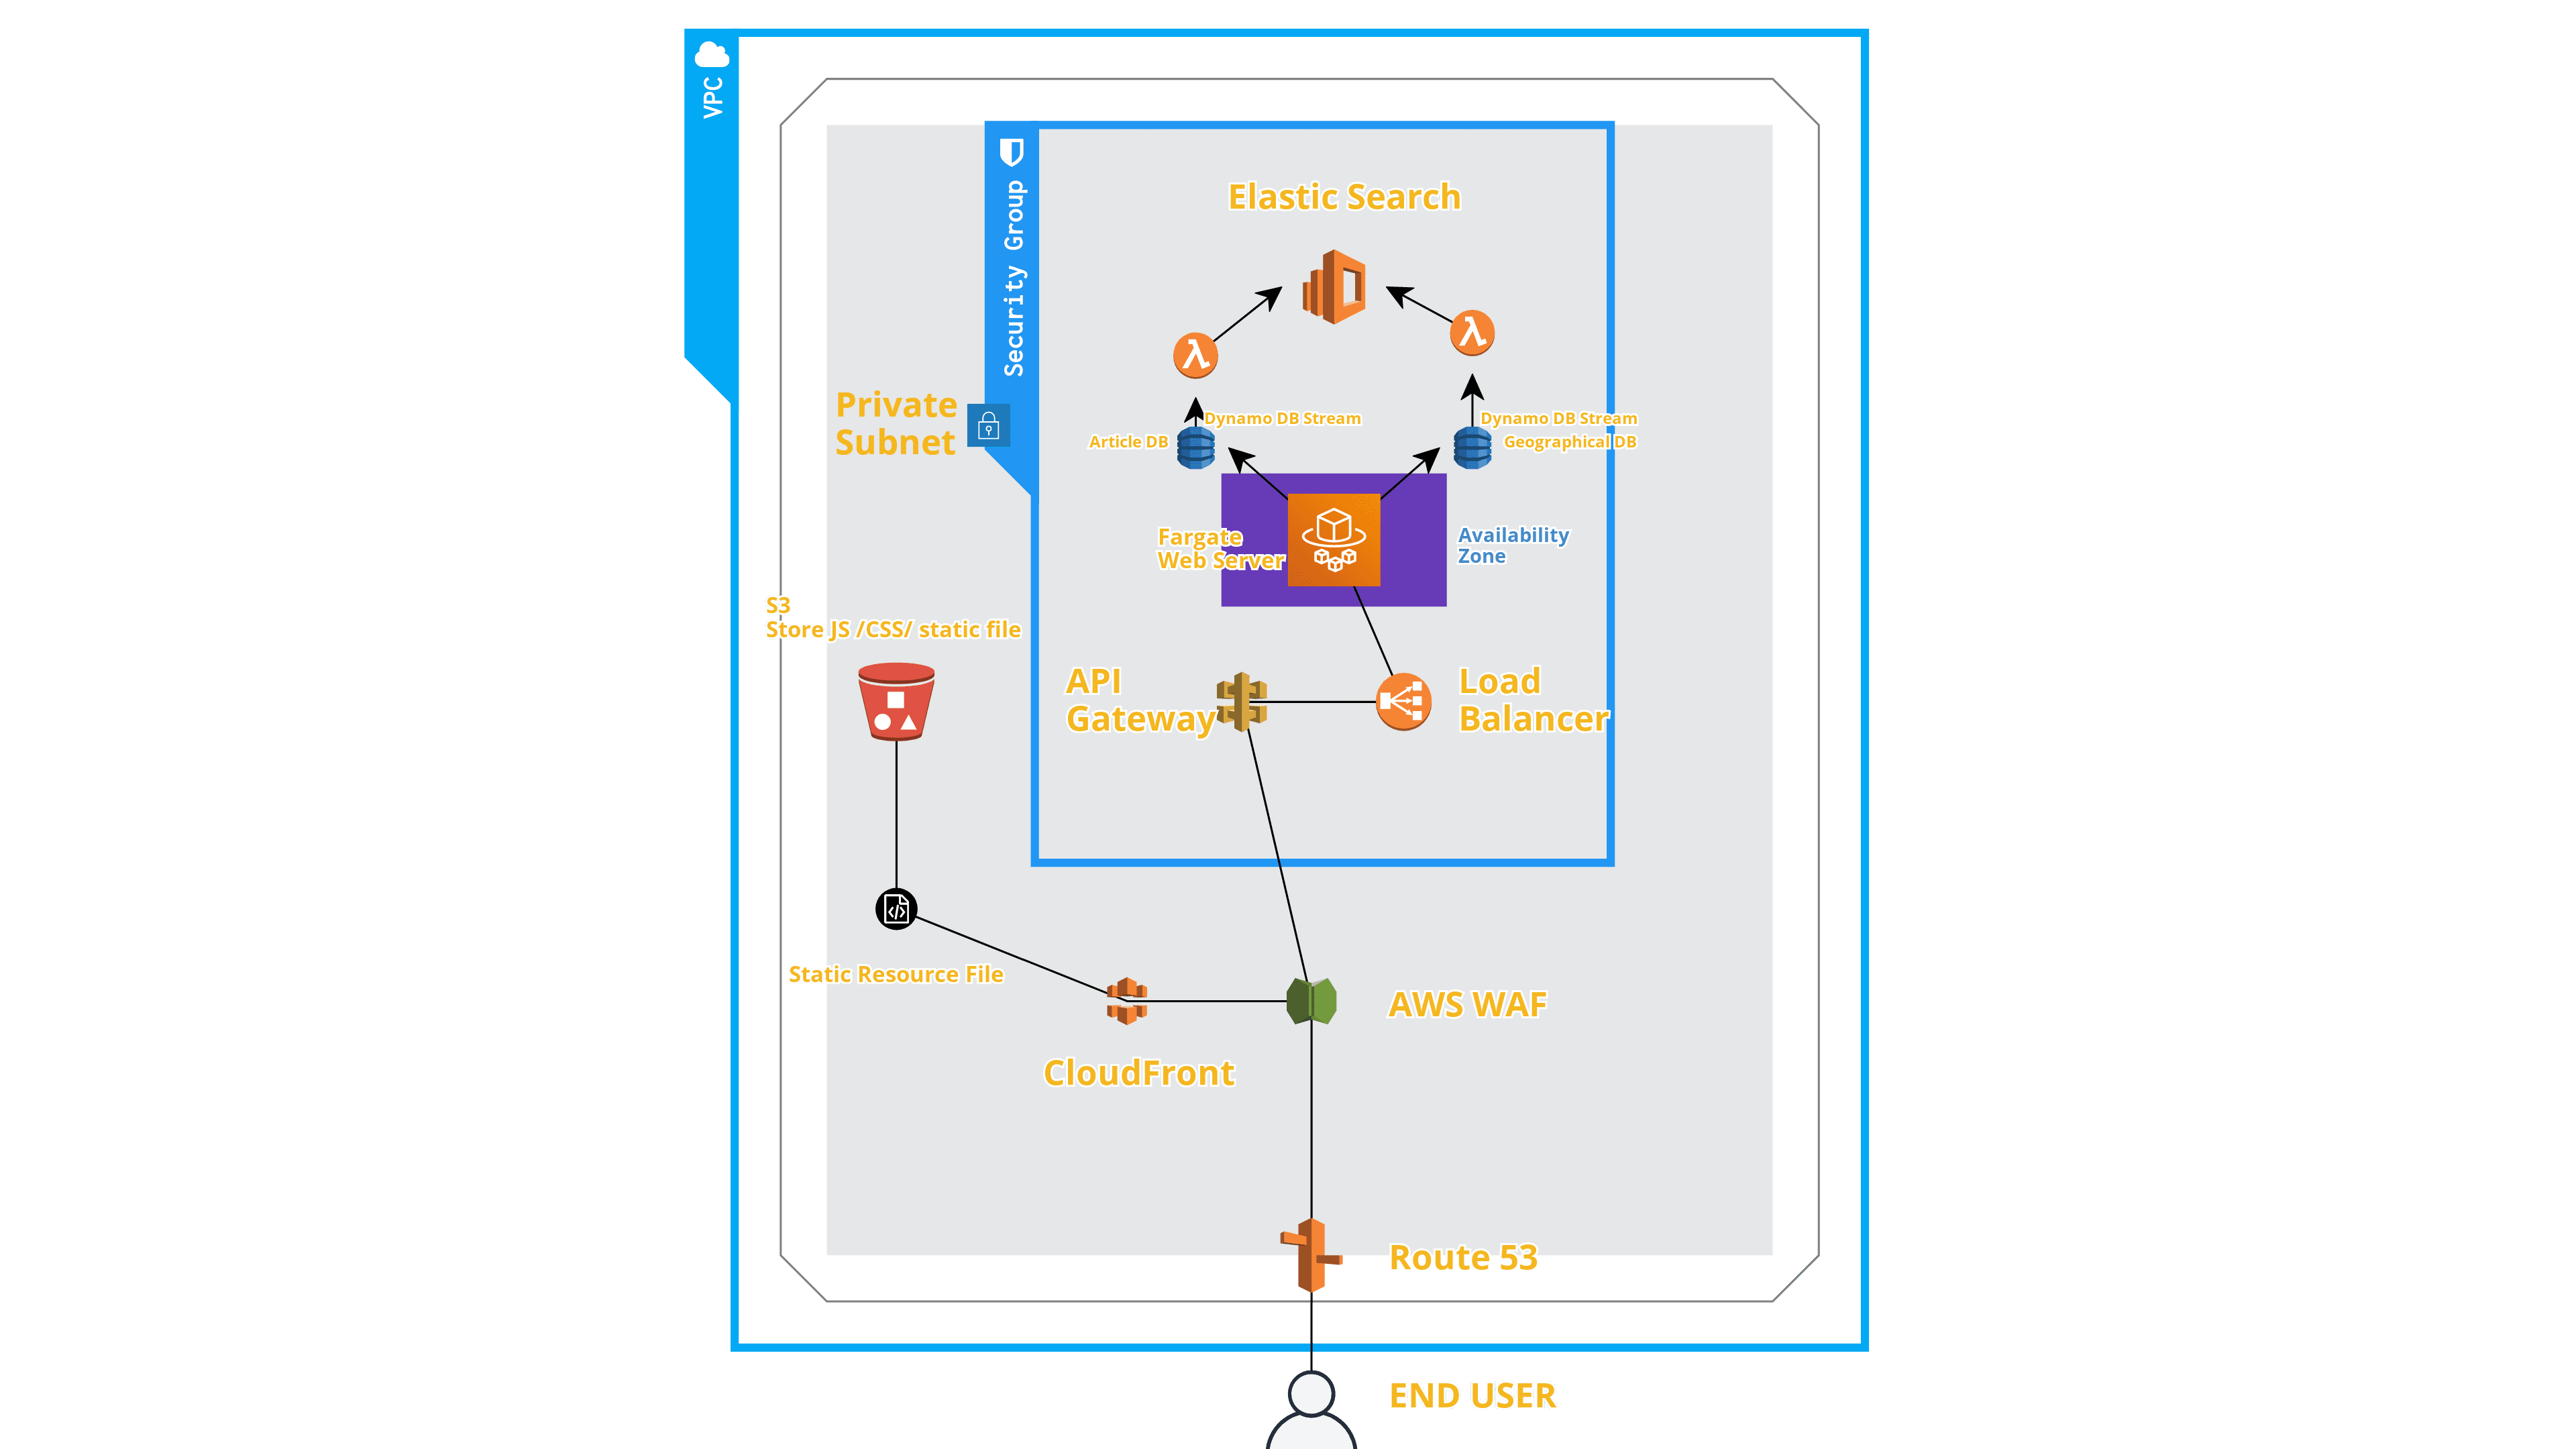 VPC
Security Group
Elastic Search
Private
Subnet
Dynamo DB Stream
Article DB
Dynamo DB Stream
Geographical DB
Fargate
Web Server
Availability
Zone
S3
Store JS /CSS/ static file
API
Gateway
Load
Balancer
Static Resource File
AWS WAF
CloudFront
Route 53
END USER